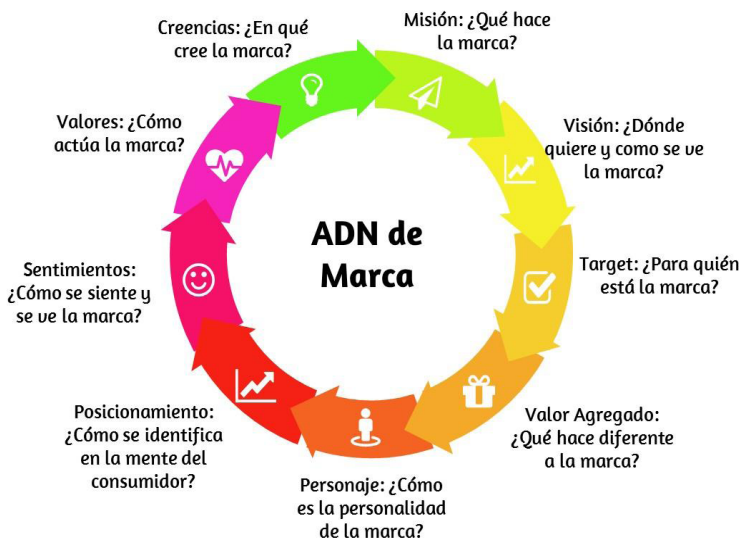 Creencias: ¿En qué
cree la marca?
Misión: ¿Qué hace
la marca?
Valores: ¿Cómo
actúa la marca?
Visión: ¿Dónde
quiere y como se ve
la marca?
ADN de
Marca
Sentimientos:
¿Cómo se siente y
se ve la marca?
Target: ¿Para quién
está la marca?
Posicionamiento:
¿Cómo se identifica
en la mente del
consumidor?
Valor Agregado:
¿Qué hace diferente
a la marca?
Personaje: ¿Cómo
es la personalidad
de la marca?